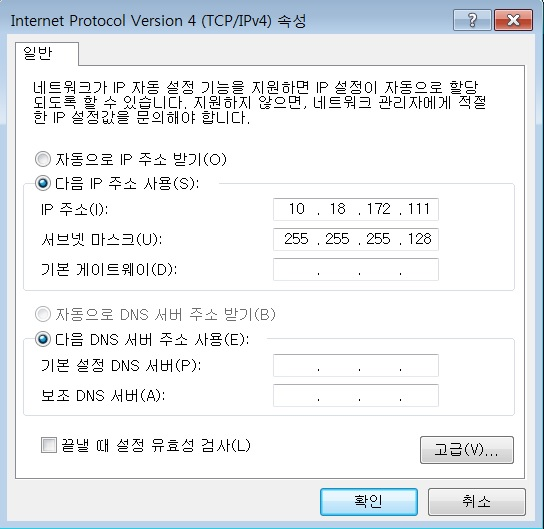 Internet Protocol Version 4 (TCP/IPv4) 속성
일반
네트워크가 IP 자동 설정 기능을 지원하면 IP 설정이 자동으로 할당
되도록 할 수 있습니다. 지원하지 않으면, 네트워크 관리자에게 적절
한 IP 설정값을 문의해야 합니다.
자동으로 IP 주소 받기(O)
다음 IP 주소 사용(S):
IP 주소(I): 10 . 18 . 172 . 111
서브넷 마스크(U): 255 . 255 . 255 . 128
기본 게이트웨이(D): . . .
자동으로 DNS 서버 주소 받기(B)
다음 DNS 서버 주소 사용(E):
기본 설정 DNS 서버(P): . . .
보조 DNS 서버(A): . . .
끝낼 때 설정 유효성 검사(L)
고급(V)...
확인 취소